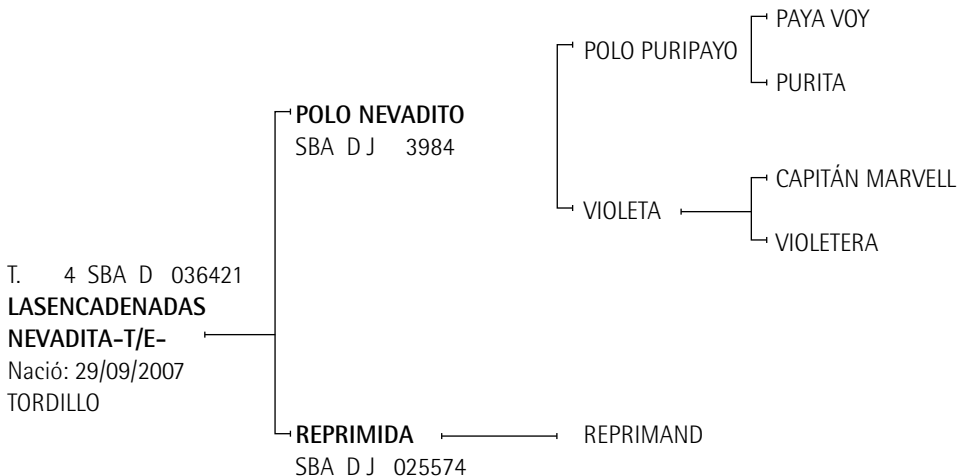 PAYA VOY
POLO PURIPAYO
PURITA
POLO NEVADITO
SBA D J 3984
CAPITÁN MARVELL
VIOLETA
VIOLETERA
T. 4 SBA D 036421
LASENCADENADAS
NEVADITA-T/E-
Nació: 29/09/2007
TORDILLO
REPRIMIDA
REPRIMAND
SBA D J 025574